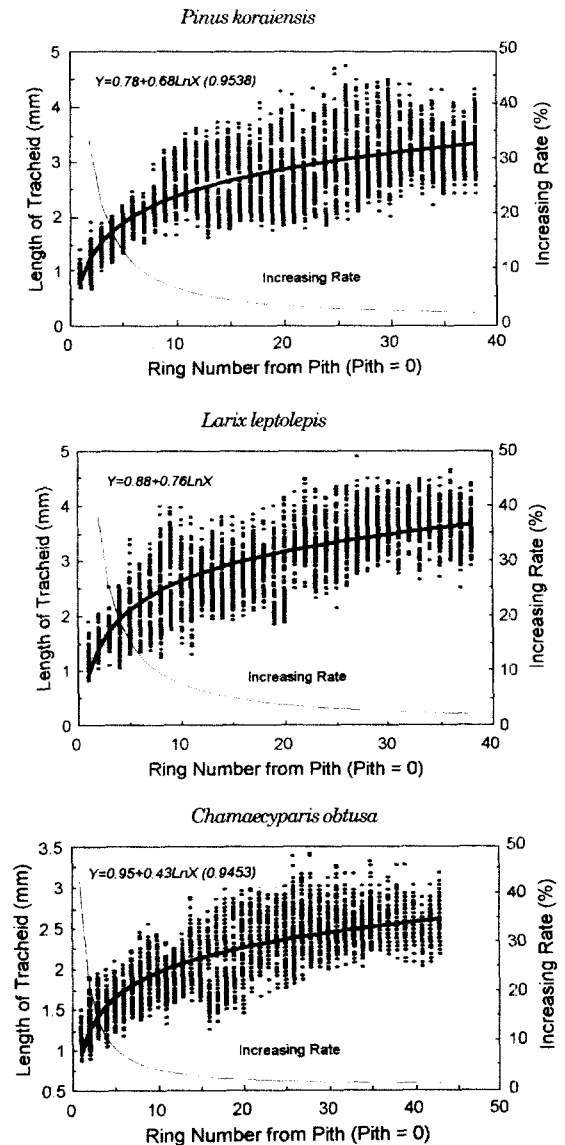 Pinus koraiensis
Y=0.78+0.68LnX (0.9538)
Length of Tracheid (mm)
5
4
3
2
1
0
50
40
30
20
10
0
Increasing Rate (%)
Increasing Rate
0 10 20 30 40
Ring Number from Pith (Pith = 0)
Larix leptolepis
Y=0.88+0.76LnX
Length of Tracheid (mm)
5
4
3
2
1
0
50
40
30
20
10
0
Increasing Rate (%)
Increasing Rate
0 10 20 30 40
Ring Number from Pith (Pith = 0)
Chamaecyparis obtusa
Y=0.95+0.43LnX (0.9453)
Length of Tracheid (mm)
3.5
3
2.5
2
1.5
1
0.5
50
40
30
20
10
0
Increasing Rate (%)
Increasing Rate
0 10 20 30 40 50
Ring Number from Pith (Pith = 0)